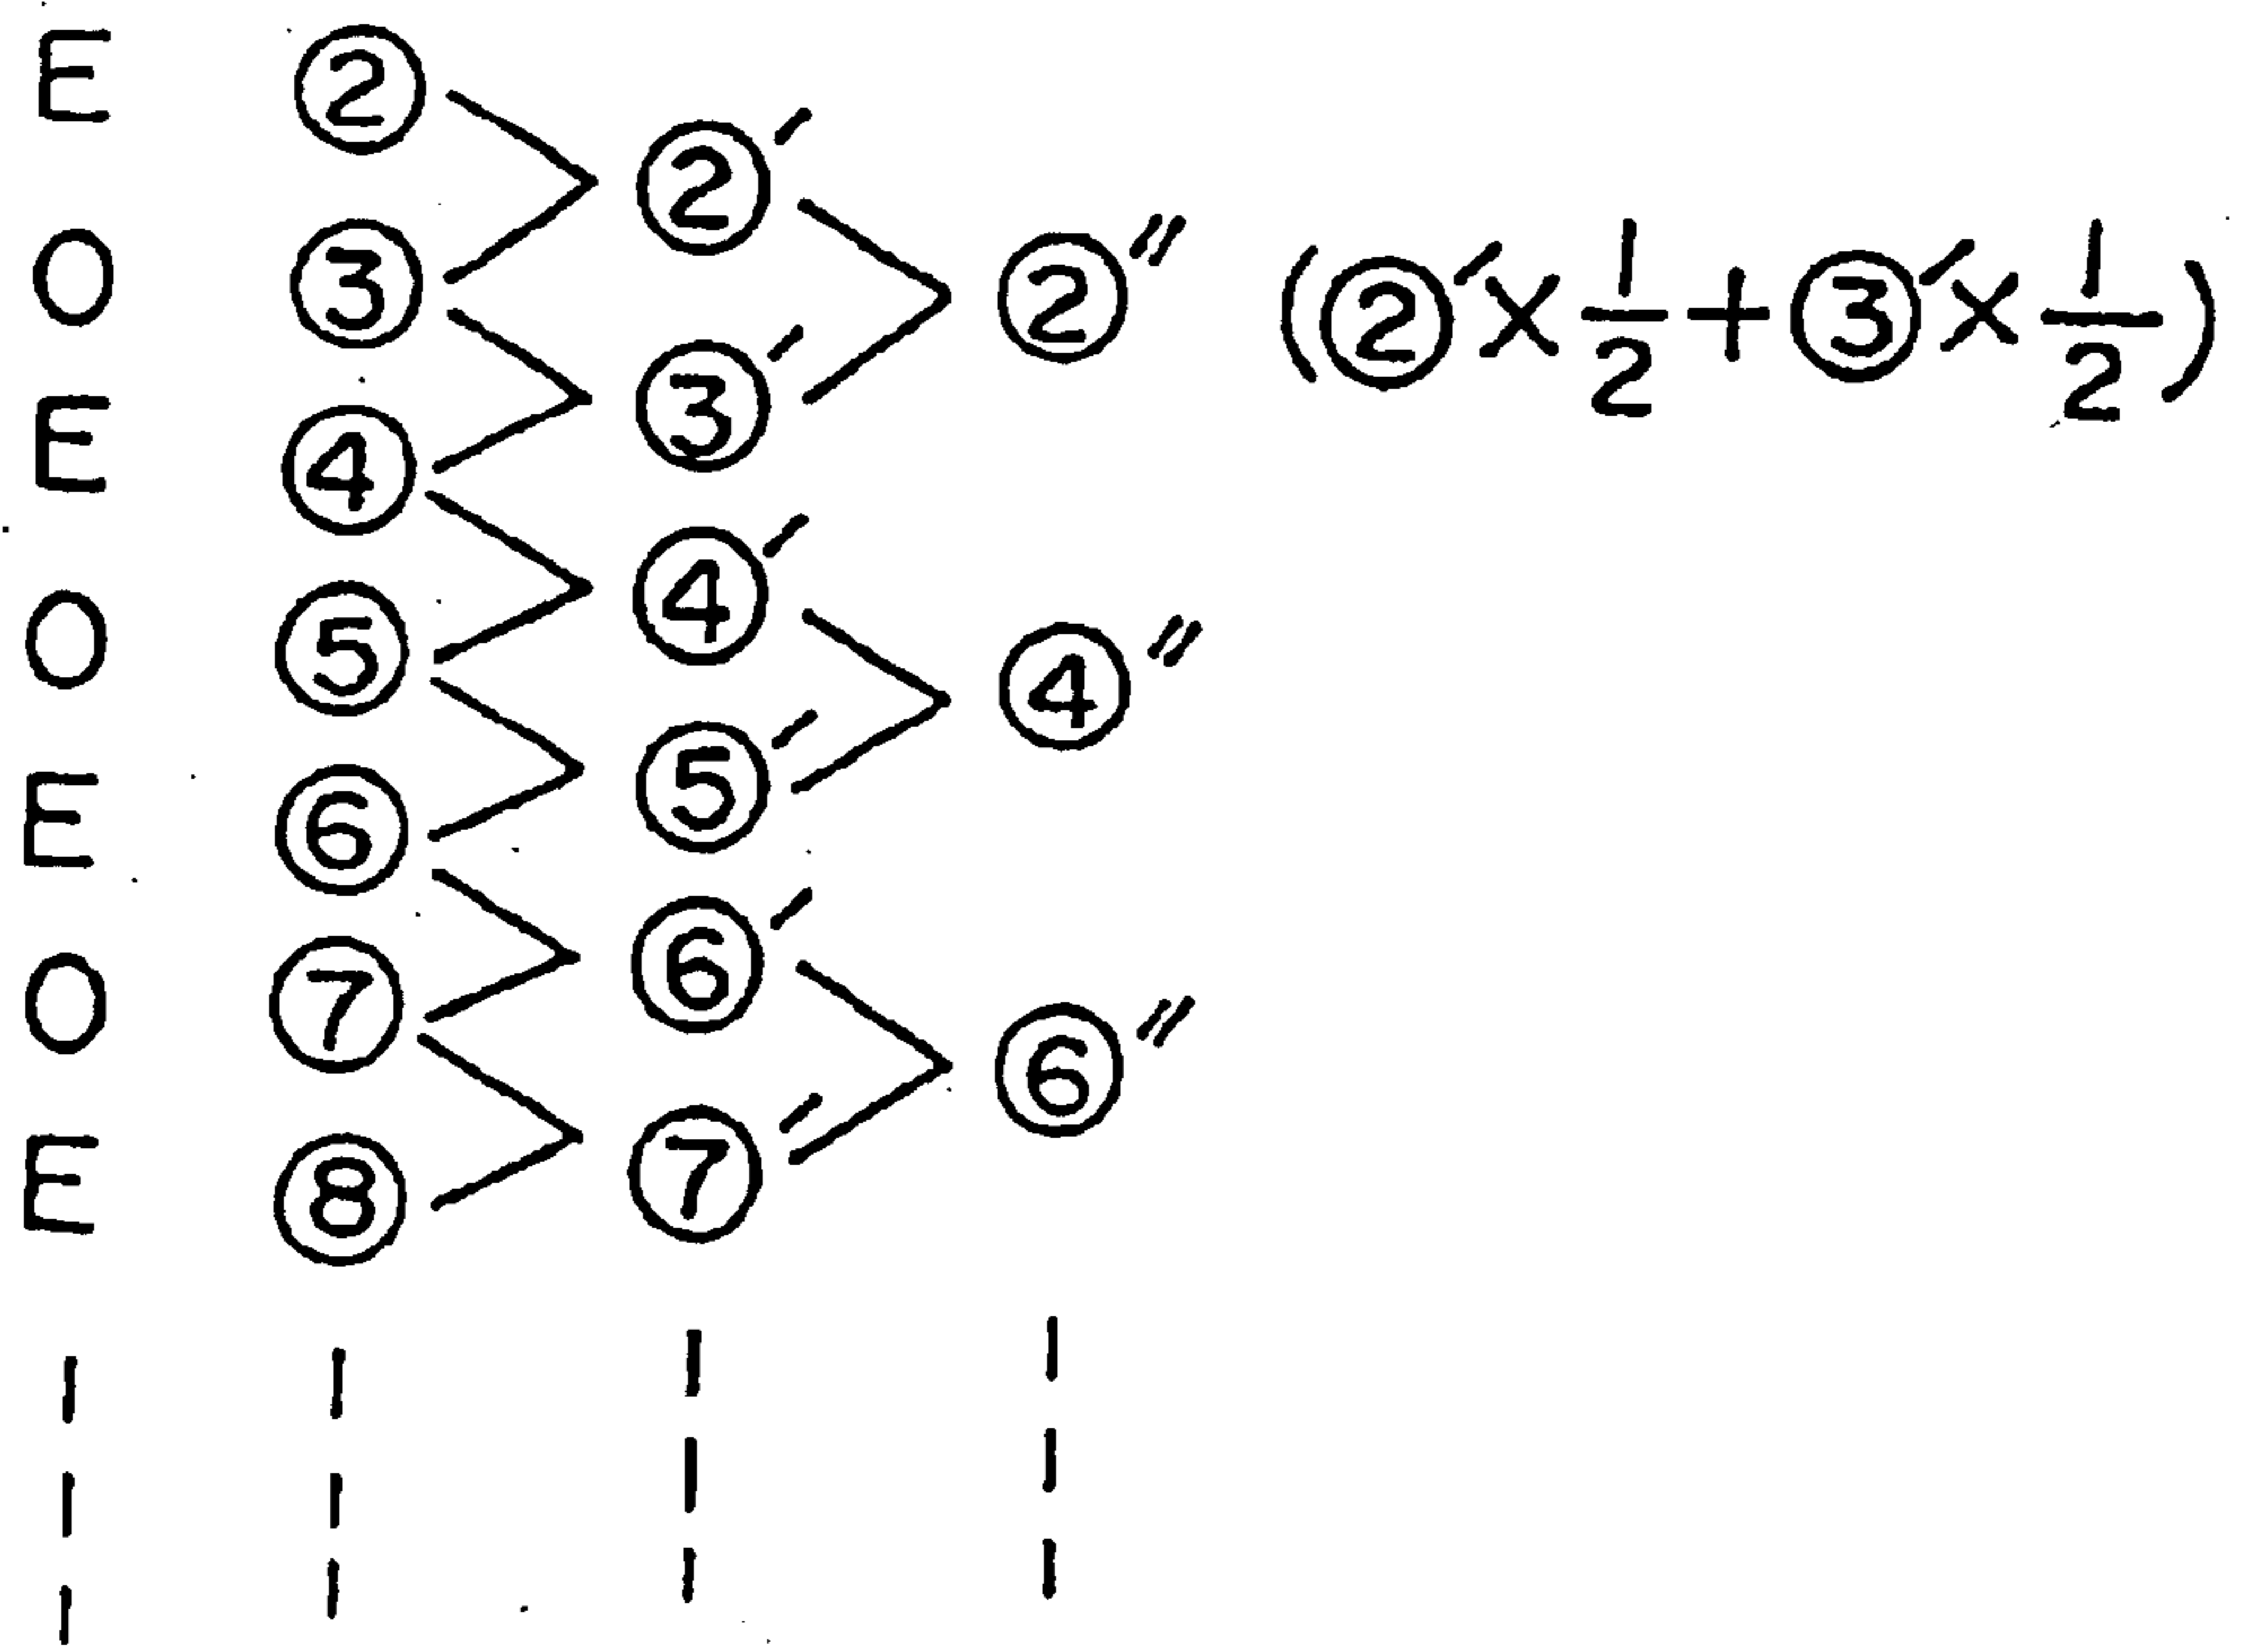 E ②
②′
O ③ ②″ (②′×1/2+③′×1/2)
③′
E ④
④′
O ⑤ ④″
⑤′
E ⑥
⑥′
O ⑦ ⑥″
⑦′
E ⑧